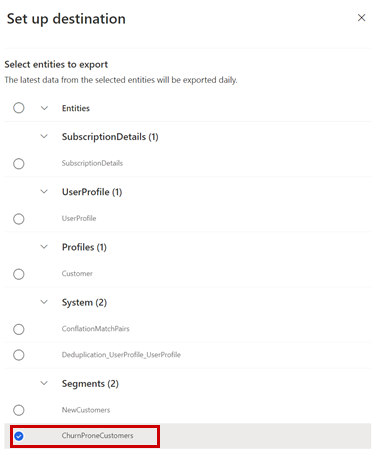 Set up destination
Select entities to export
The latest data from the selected entities will be exported daily.
Entities
SubscriptionDetails (1)
SubscriptionDetails
UserProfile (1)
UserProfile
Profiles (1)
Customer
System (2)
ConflationMatchPairs
Deduplication_UserProfile_UserProfile
Segments (2)
NewCustomers
ChurnProneCustomers